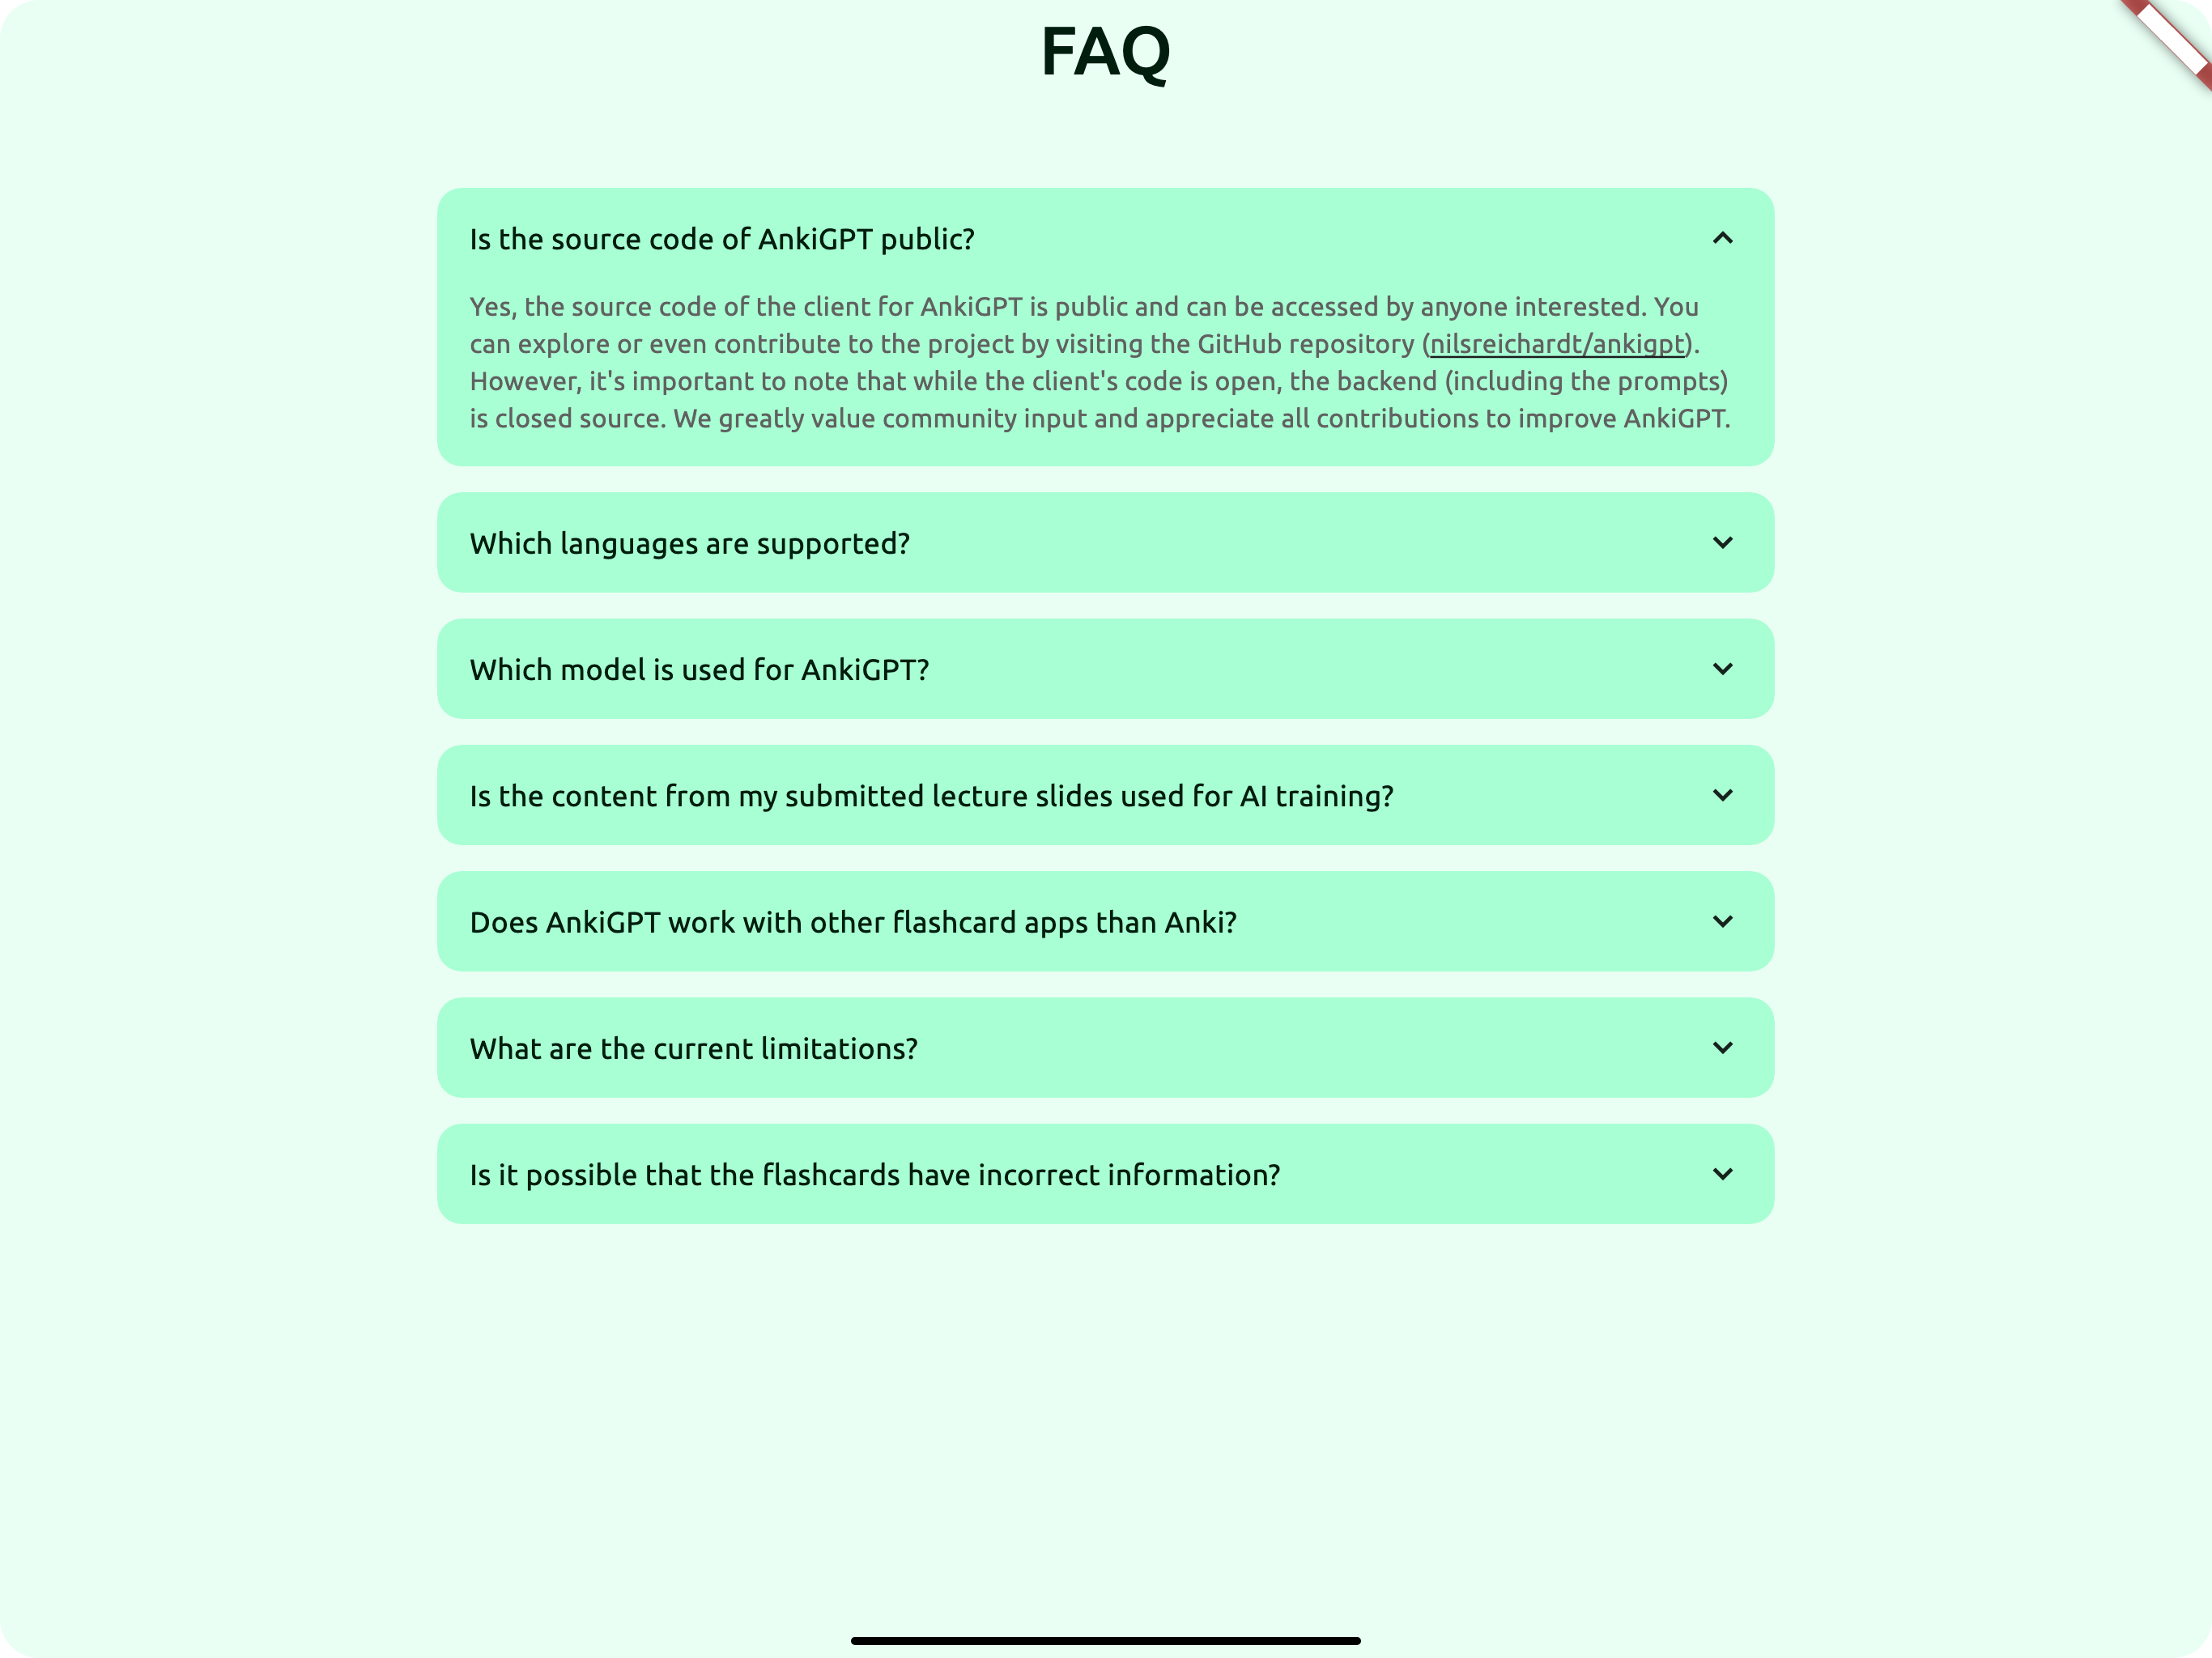 FAQ
Is the source code of AnkiGPT public?
Yes, the source code of the client for AnkiGPT is public and can be accessed by anyone interested. You
can explore or even contribute to the project by visiting the GitHub repository (nilsreichardt/ankigpt).
However, it's important to note that while the client's code is open, the backend (including the prompts)
is closed source. We greatly value community input and appreciate all contributions to improve AnkiGPT.
Which languages are supported?
Which model is used for AnkiGPT?
Is the content from my submitted lecture slides used for AI training?
Does AnkiGPT work with other flashcard apps than Anki?
What are the current limitations?
Is it possible that the flashcards have incorrect information?